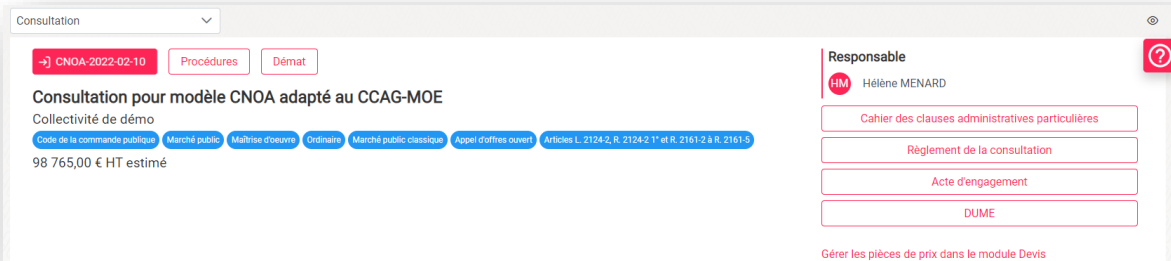 Consultation
CNOA-2022-02-10 Procédures Démat
Consultation pour modèle CNOA adapté au CCAG-MOE
Collectivité de démo
Code de la commande publique Marché public Maîtrise d'oeuvre Ordinaire Marché public classique Appel d'offres ouvert Articles L. 2124-2, R. 2124-2 1° et R. 2161-2 à R. 2161-5
98 765,00 € HT estimé
Responsable
HM Hélène MENARD
Cahier des clauses administratives particulières
Règlement de la consultation
Acte d'engagement
DUME
Gérer les pièces de prix dans le module Devis
?